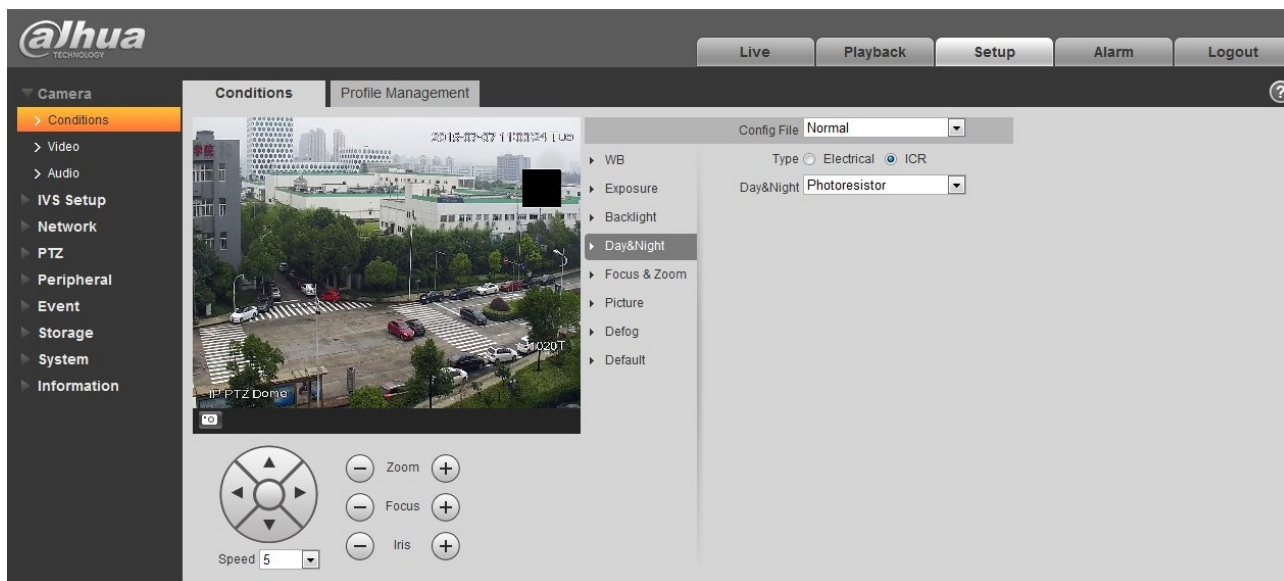 alhua
TECHNOLOGY
Live
Playback
Setup
Alarm
Logout
Camera
Conditions
Video
Audio
IVS Setup
Network
PTZ
Peripheral
Event
Storage
System
Information
Conditions
Profile Management
?
学院
IP PTZ Dome
WB
Exposure
Backlight
Day&Night
Focus & Zoom
Picture
Defog
Default
Config File Normal
Type Electrical ICR
Day&Night Photoresistor
Zoom
Focus
Iris
Speed 5